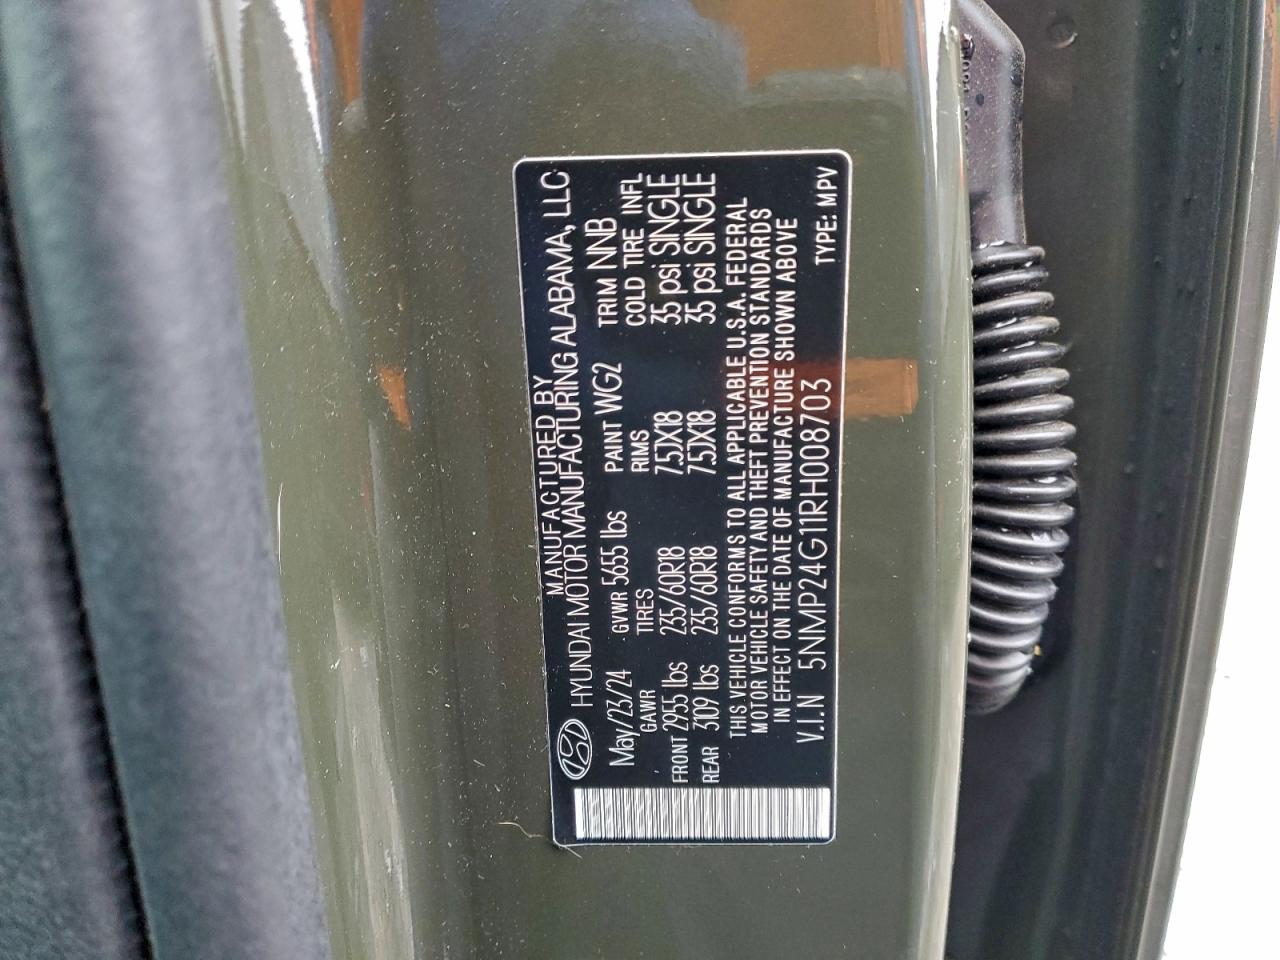 MANUFACTURED BY
HYUNDAI MOTOR MANUFACTURING ALABAMA, LLC
May/23/24 GVWR 5655 lbs PAINT WG2 TRIM NNB
GAWR TIRES RIMS COLD TIRE INFL
FRONT 2955 lbs 235/60R18 7.5JX18 35 psi SINGLE
REAR 3109 lbs 235/60R18 7.5JX18 35 psi SINGLE
THIS VEHICLE CONFORMS TO ALL APPLICABLE U.S.A. FEDERAL
MOTOR VEHICLE SAFETY AND THEFT PREVENTION STANDARDS
IN EFFECT ON THE DATE OF MANUFACTURE SHOWN ABOVE
V.I.N 5NMP24G11RH008703 TYPE: MPV